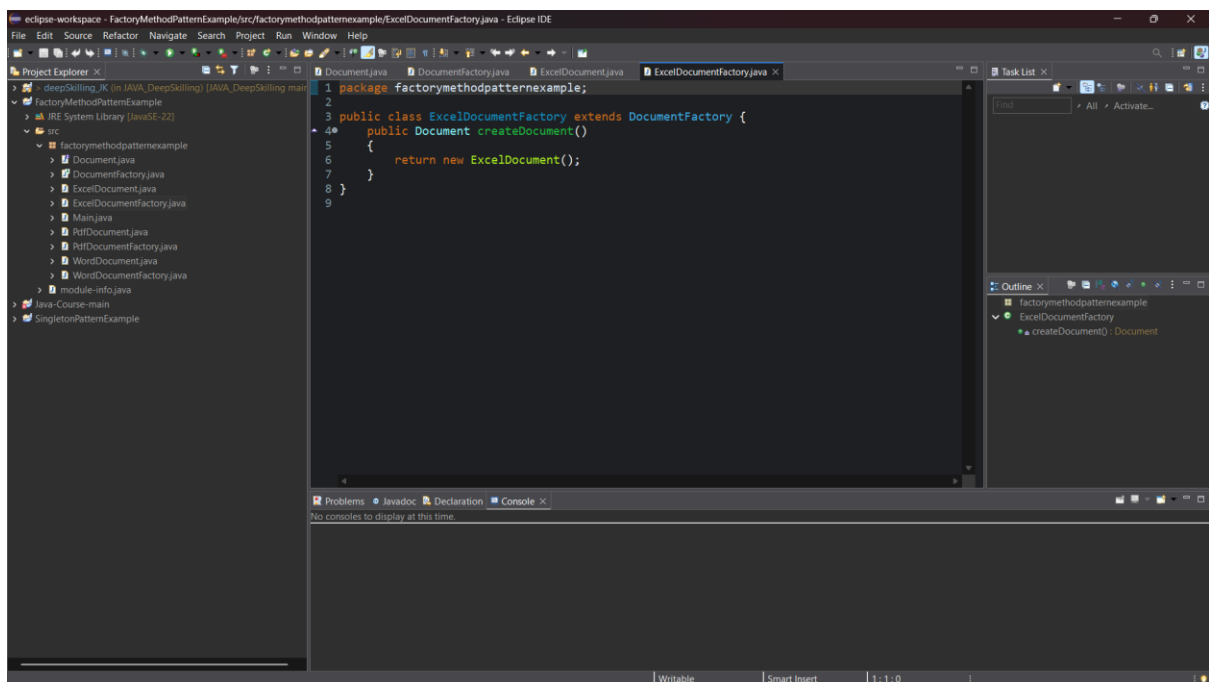 eclipse-workspace - FactoryMethodPatternExample/src/factorymethodpatternexample/ExcelDocumentFactory.java - Eclipse IDE
File Edit Source Refactor Navigate Search Project Run Window Help
Project Explorer
> deepSkilling_JK (in JAVA_DeepSkilling) [JAVA_DeepSkilling main
FactoryMethodPatternExample
JRE System Library [JavaSE-22]
src
factorymethodpatternexample
Document.java
DocumentFactory.java
ExcelDocument.java
ExcelDocumentFactory.java
Main.java
PdfDocument.java
PdfDocumentFactory.java
WordDocument.java
WordDocumentFactory.java
module-info.java
Java-Course-main
SingletonPatternExample
Document.java DocumentFactory.java ExcelDocument.java ExcelDocumentFactory.java
1 package factorymethodpatternexample;
2
3 public class ExcelDocumentFactory extends DocumentFactory {
4 public Document createDocument()
5 {
6 return new ExcelDocument();
7 }
8 }
9
Problems Javadoc Declaration Console
No consoles to display at this time.
Task List
Find All Activate...
Outline
factorymethodpatternexample
ExcelDocumentFactory
createDocument() : Document
Writable Smart Insert 1 : 1 : 0